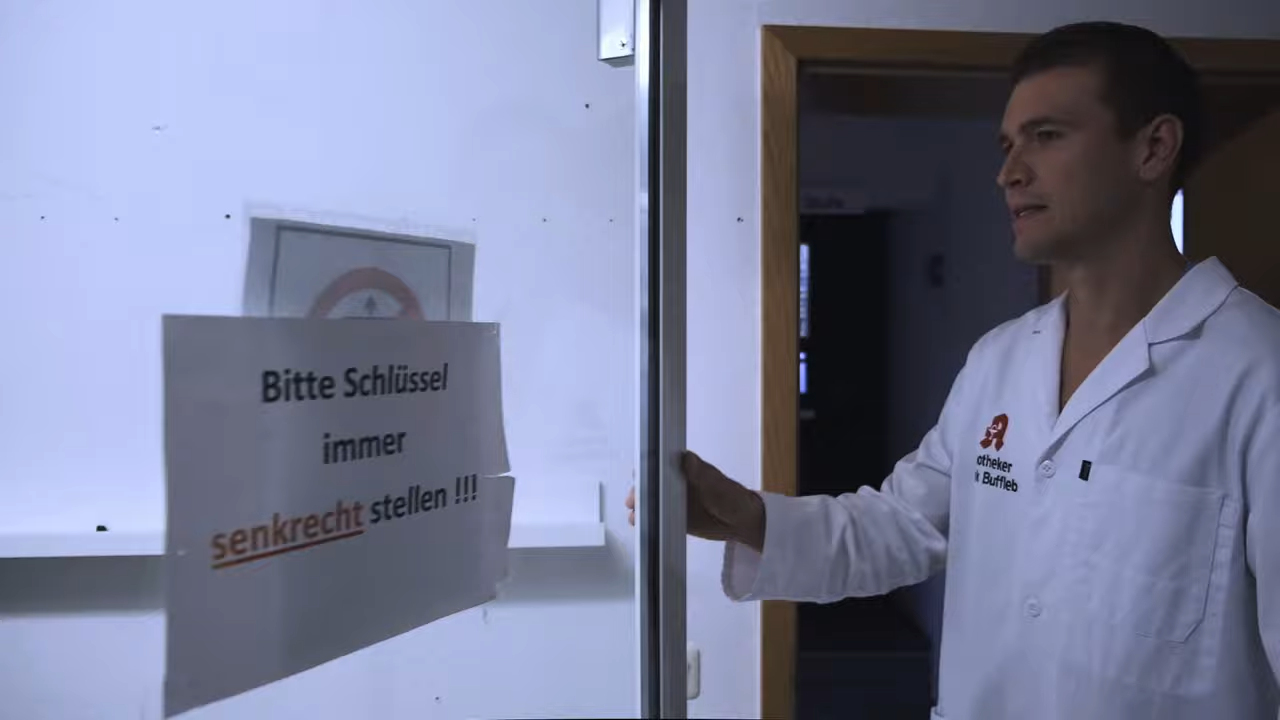 Bitte Schlüssel
immer
senkrecht stellen !!!
otheker
k Buffleb